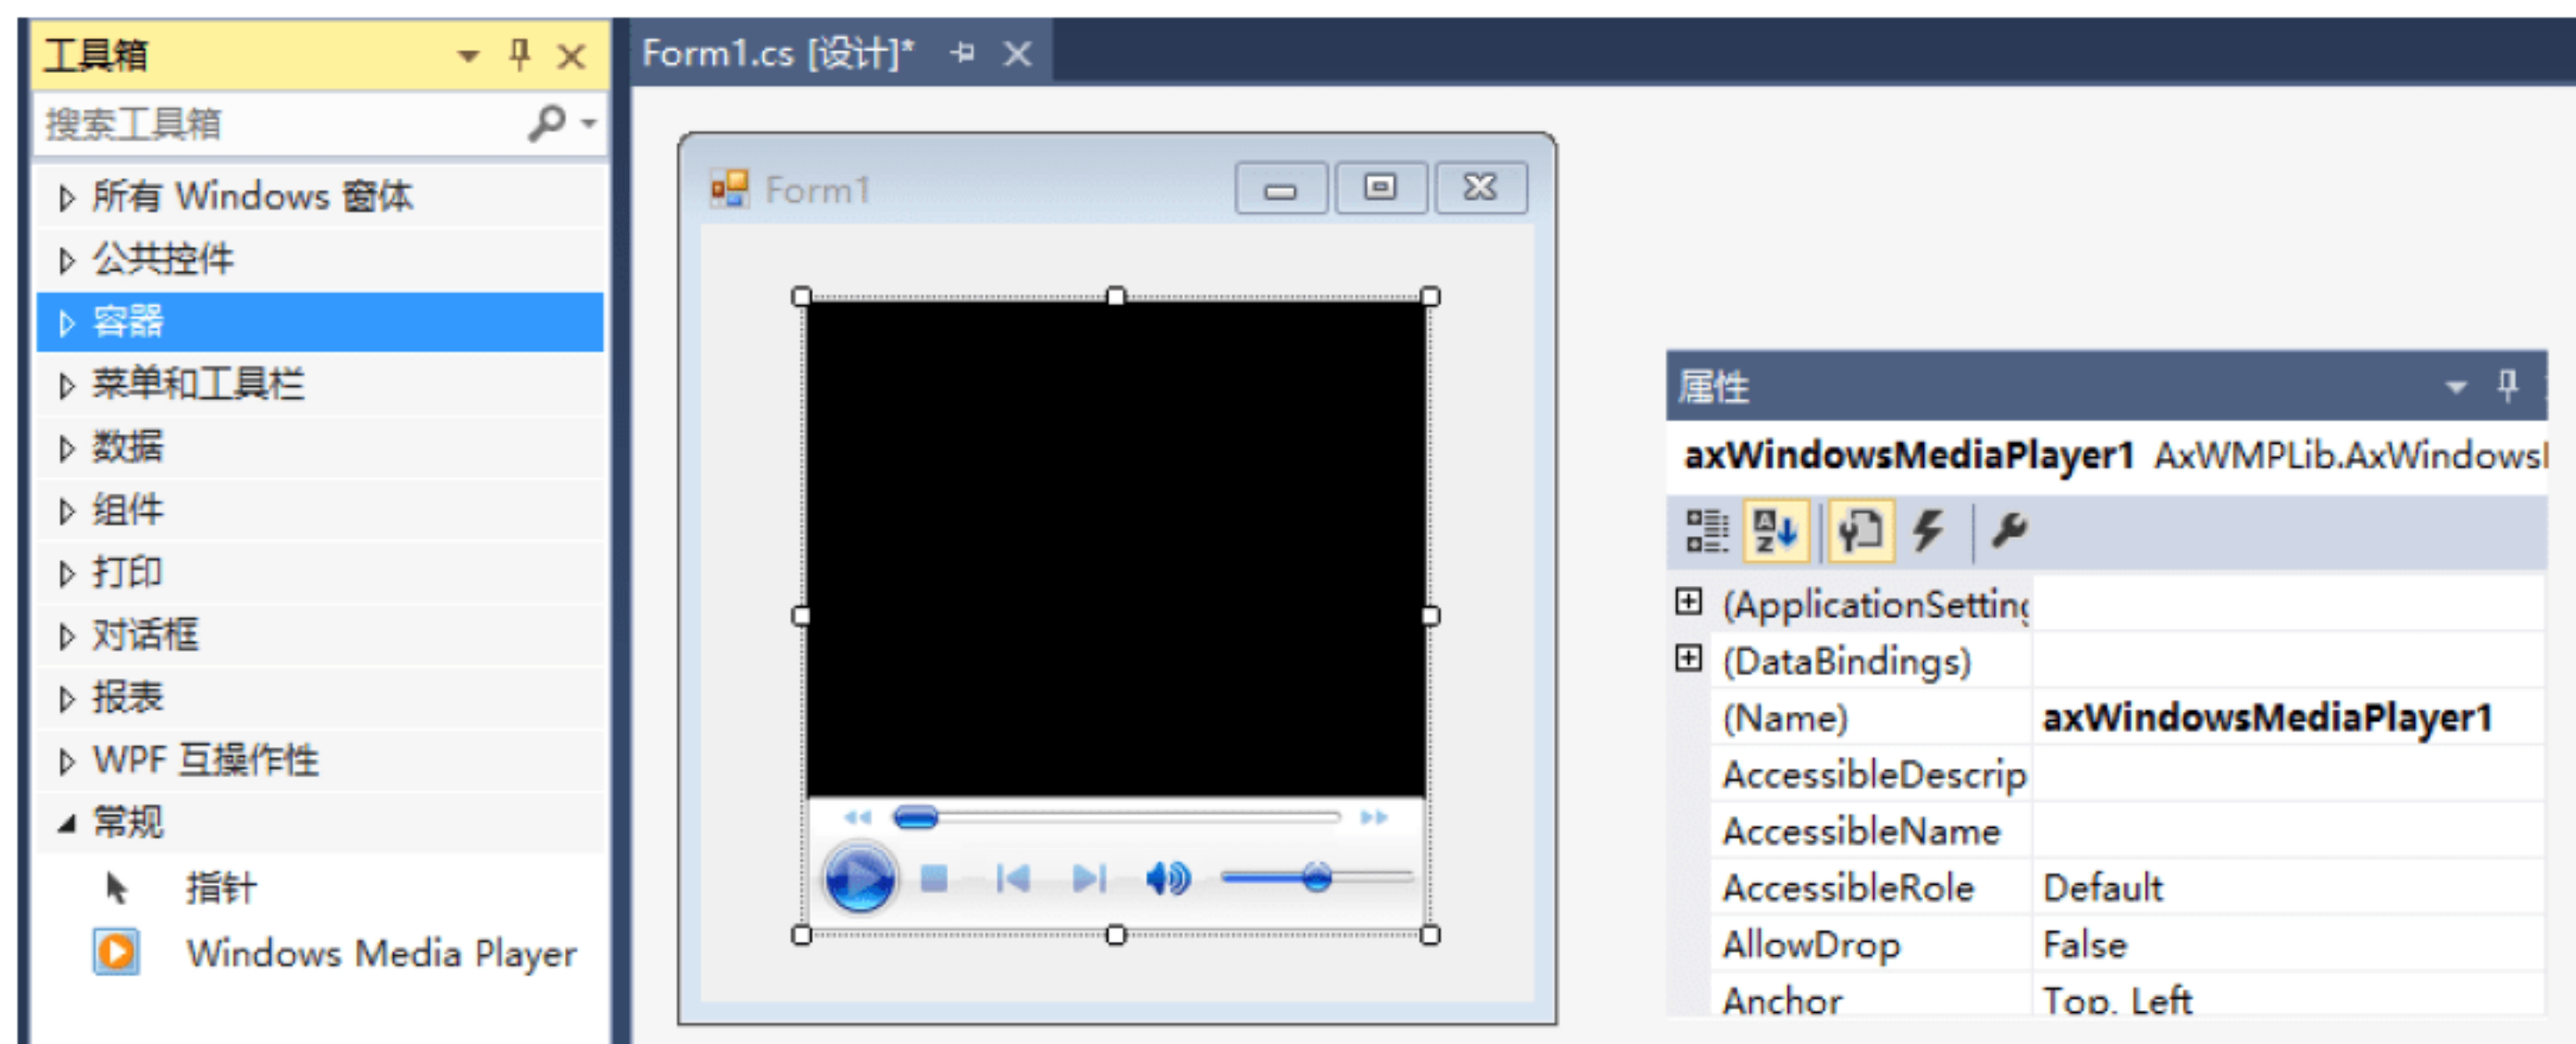 工具箱
搜索工具箱
所有 Windows 窗体
公共控件
容器
菜单和工具栏
数据
组件
打印
对话框
报表
WPF 互操作性
常规
指针
Windows Media Player
Form1.cs [设计]*
Form1
属性
axWindowsMediaPlayer1 AxWMPLib.AxWindows
(ApplicationSetting
(DataBindings)
(Name) axWindowsMediaPlayer1
AccessibleDescrip
AccessibleName
AccessibleRole Default
AllowDrop False
Anchor Top, Left